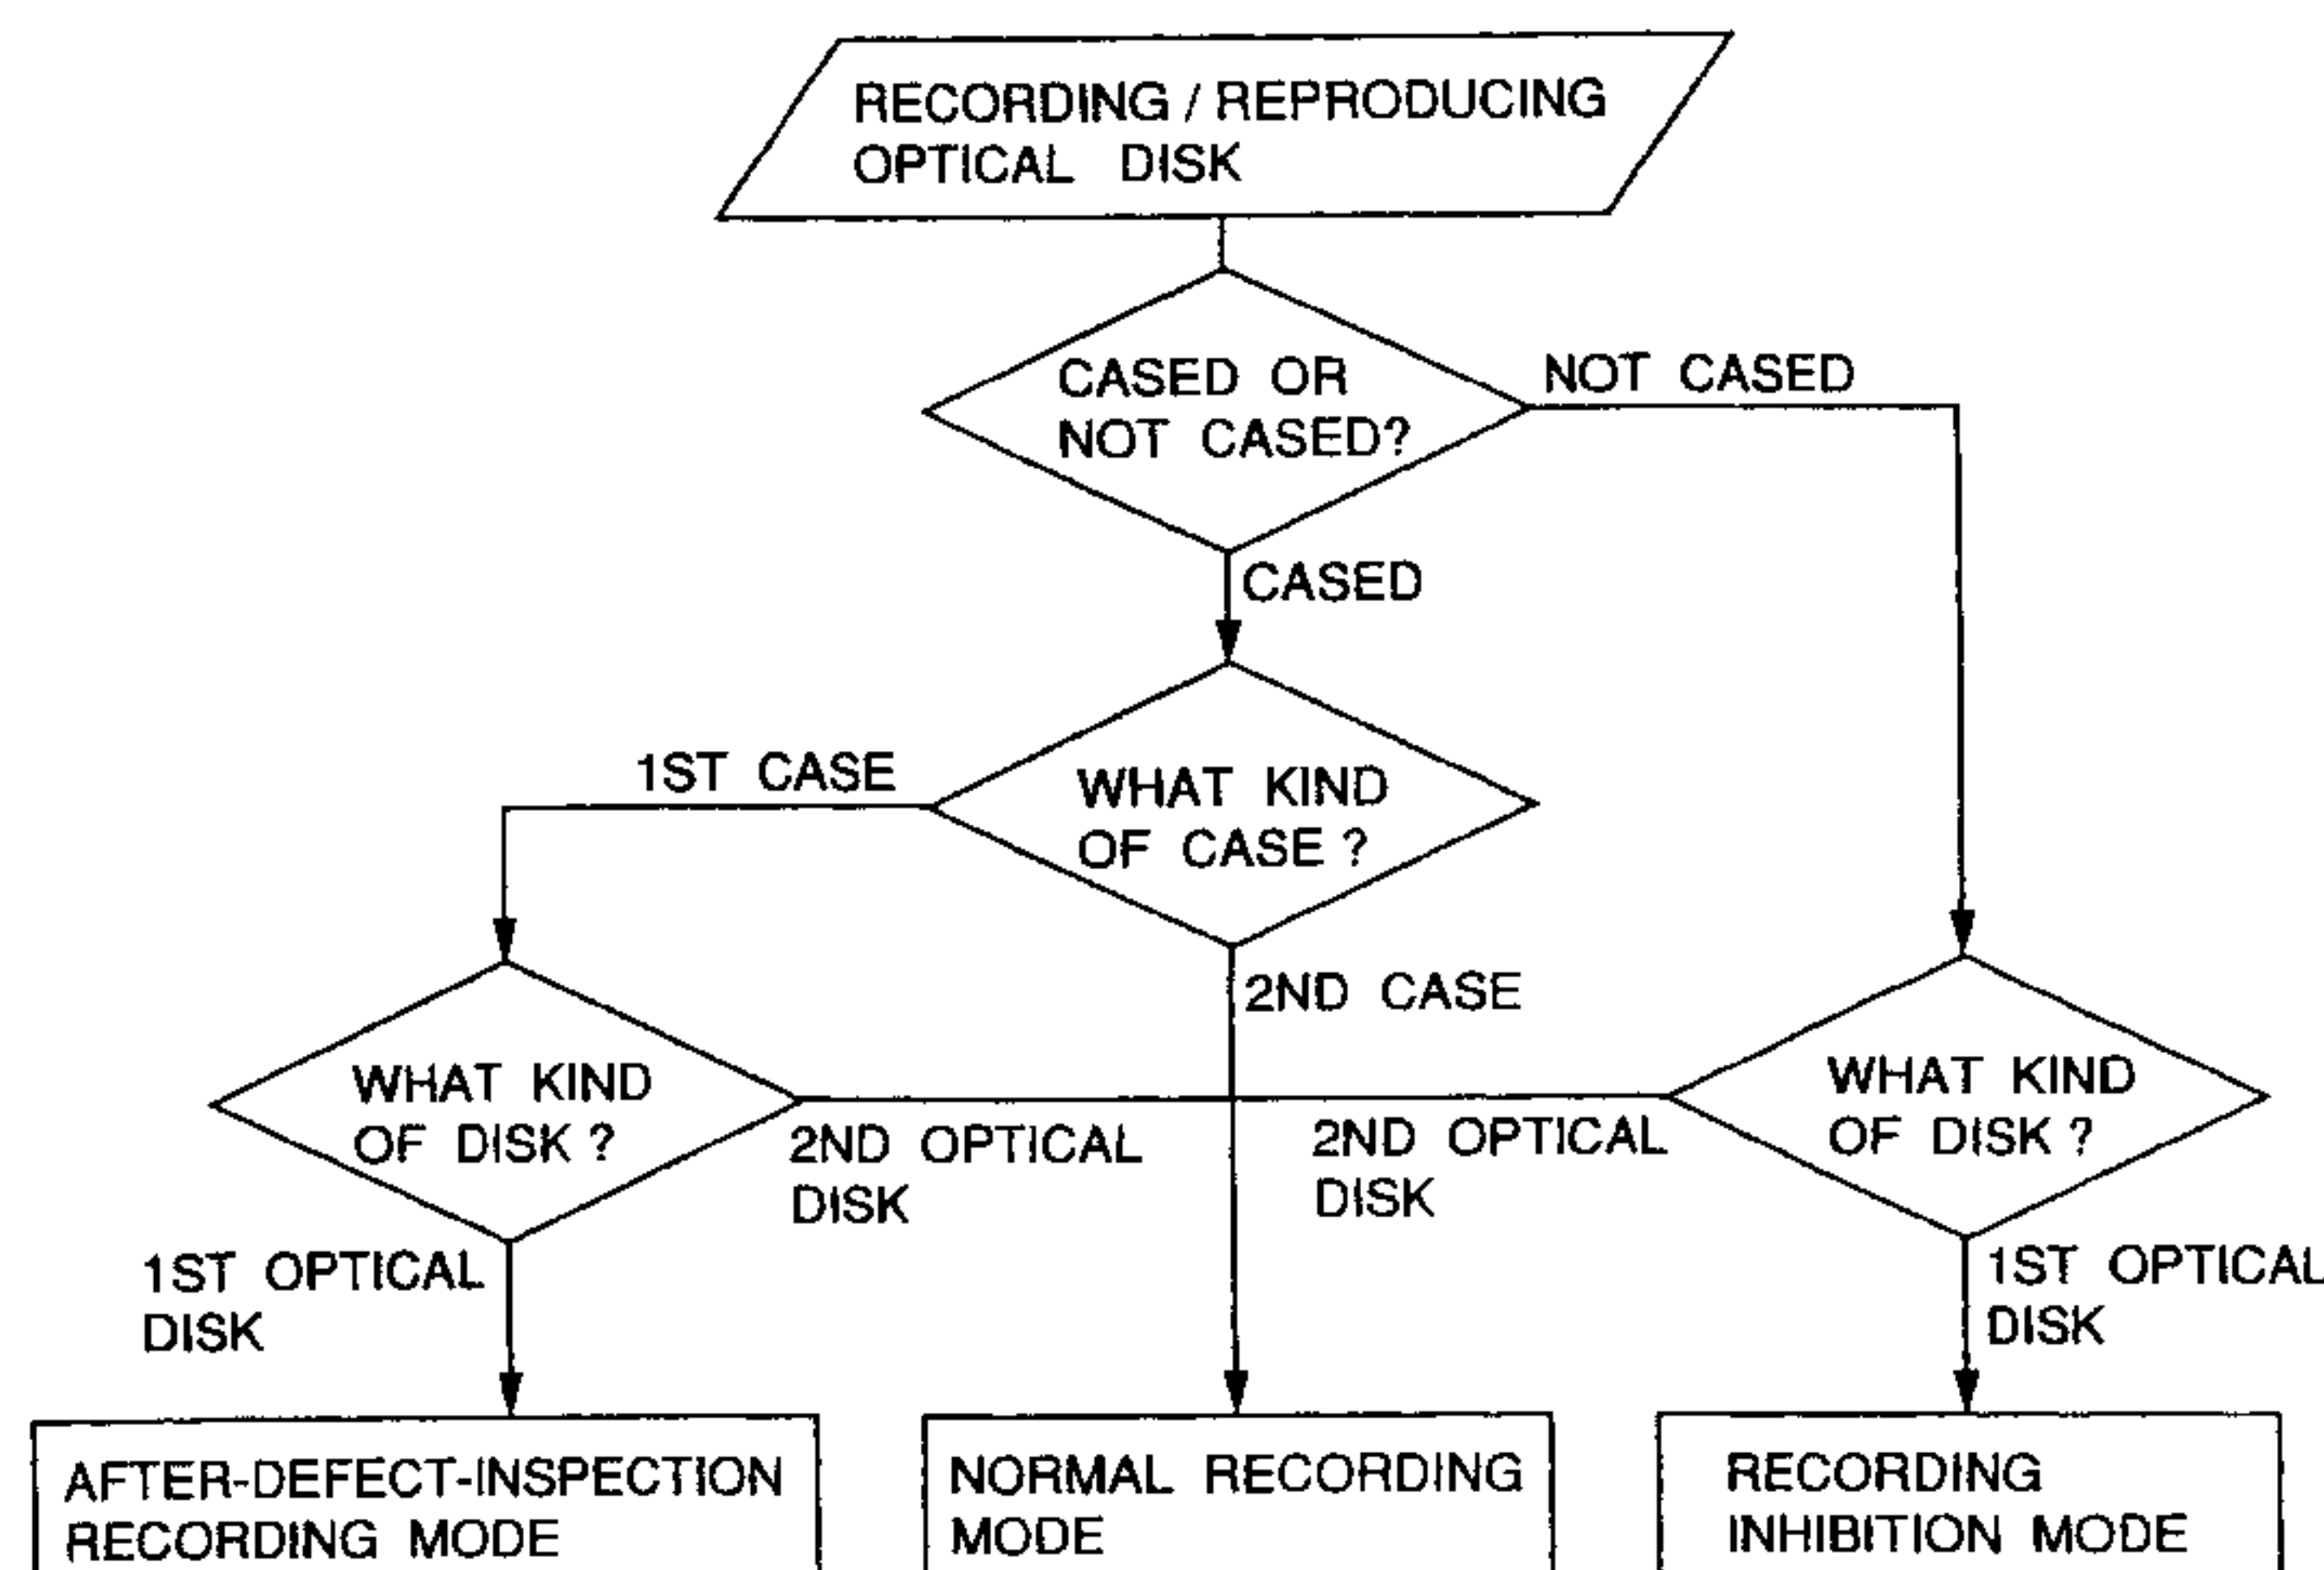 RECORDING / REPRODUCING
OPTICAL DISK
CASED OR
NOT CASED?
NOT CASED
CASED
1ST CASE
WHAT KIND
OF CASE ?
2ND CASE
WHAT KIND
OF DISK ?
2ND OPTICAL
DISK
2ND OPTICAL
DISK
WHAT KIND
OF DISK ?
1ST OPTICAL
DISK
1ST OPTICAL
DISK
AFTER-DEFECT-INSPECTION
RECORDING MODE
NORMAL RECORDING
MODE
RECORDING
INHIBITION MODE